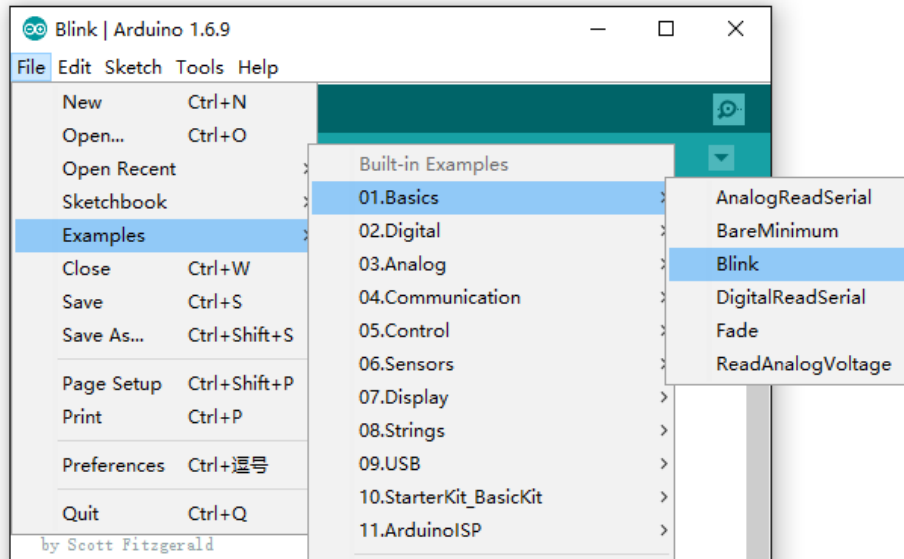 Blink | Arduino 1.6.9
File Edit Sketch Tools Help
New Ctrl+N
Open... Ctrl+O
Open Recent
Sketchbook
Examples
Close Ctrl+W
Save Ctrl+S
Save As... Ctrl+Shift+S
Page Setup Ctrl+Shift+P
Print Ctrl+P
Preferences Ctrl+逗号
Quit Ctrl+Q
by Scott Fitzgerald
Built-in Examples
01.Basics
02.Digital
03.Analog
04.Communication
05.Control
06.Sensors
07.Display
08.Strings
09.USB
10.StarterKit_BasicKit
11.ArduinoISP
AnalogReadSerial
BareMinimum
Blink
DigitalReadSerial
Fade
ReadAnalogVoltage